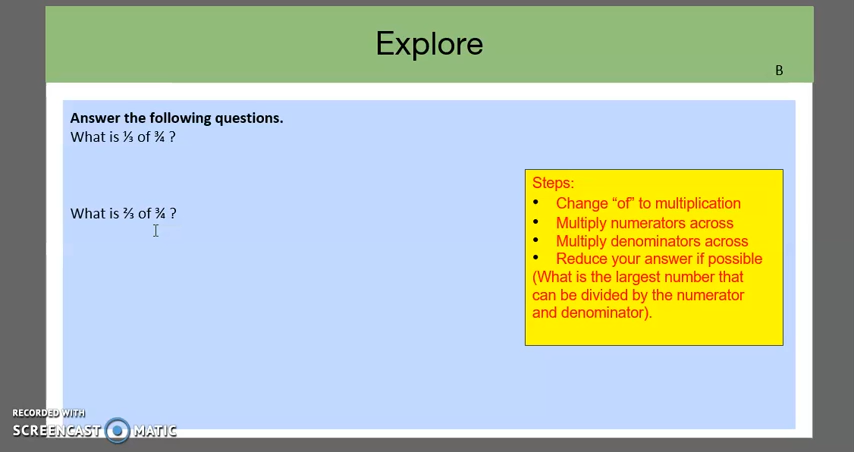 Explore
B
Answer the following questions.
What is ⅓ of ¾ ?
What is ⅔ of ¾ ?
Steps:
• Change “of” to multiplication
• Multiply numerators across
• Multiply denominators across
• Reduce your answer if possible
(What is the largest number that
can be divided by the numerator
and denominator).
RECORDED WITH
SCREENCAST MATIC